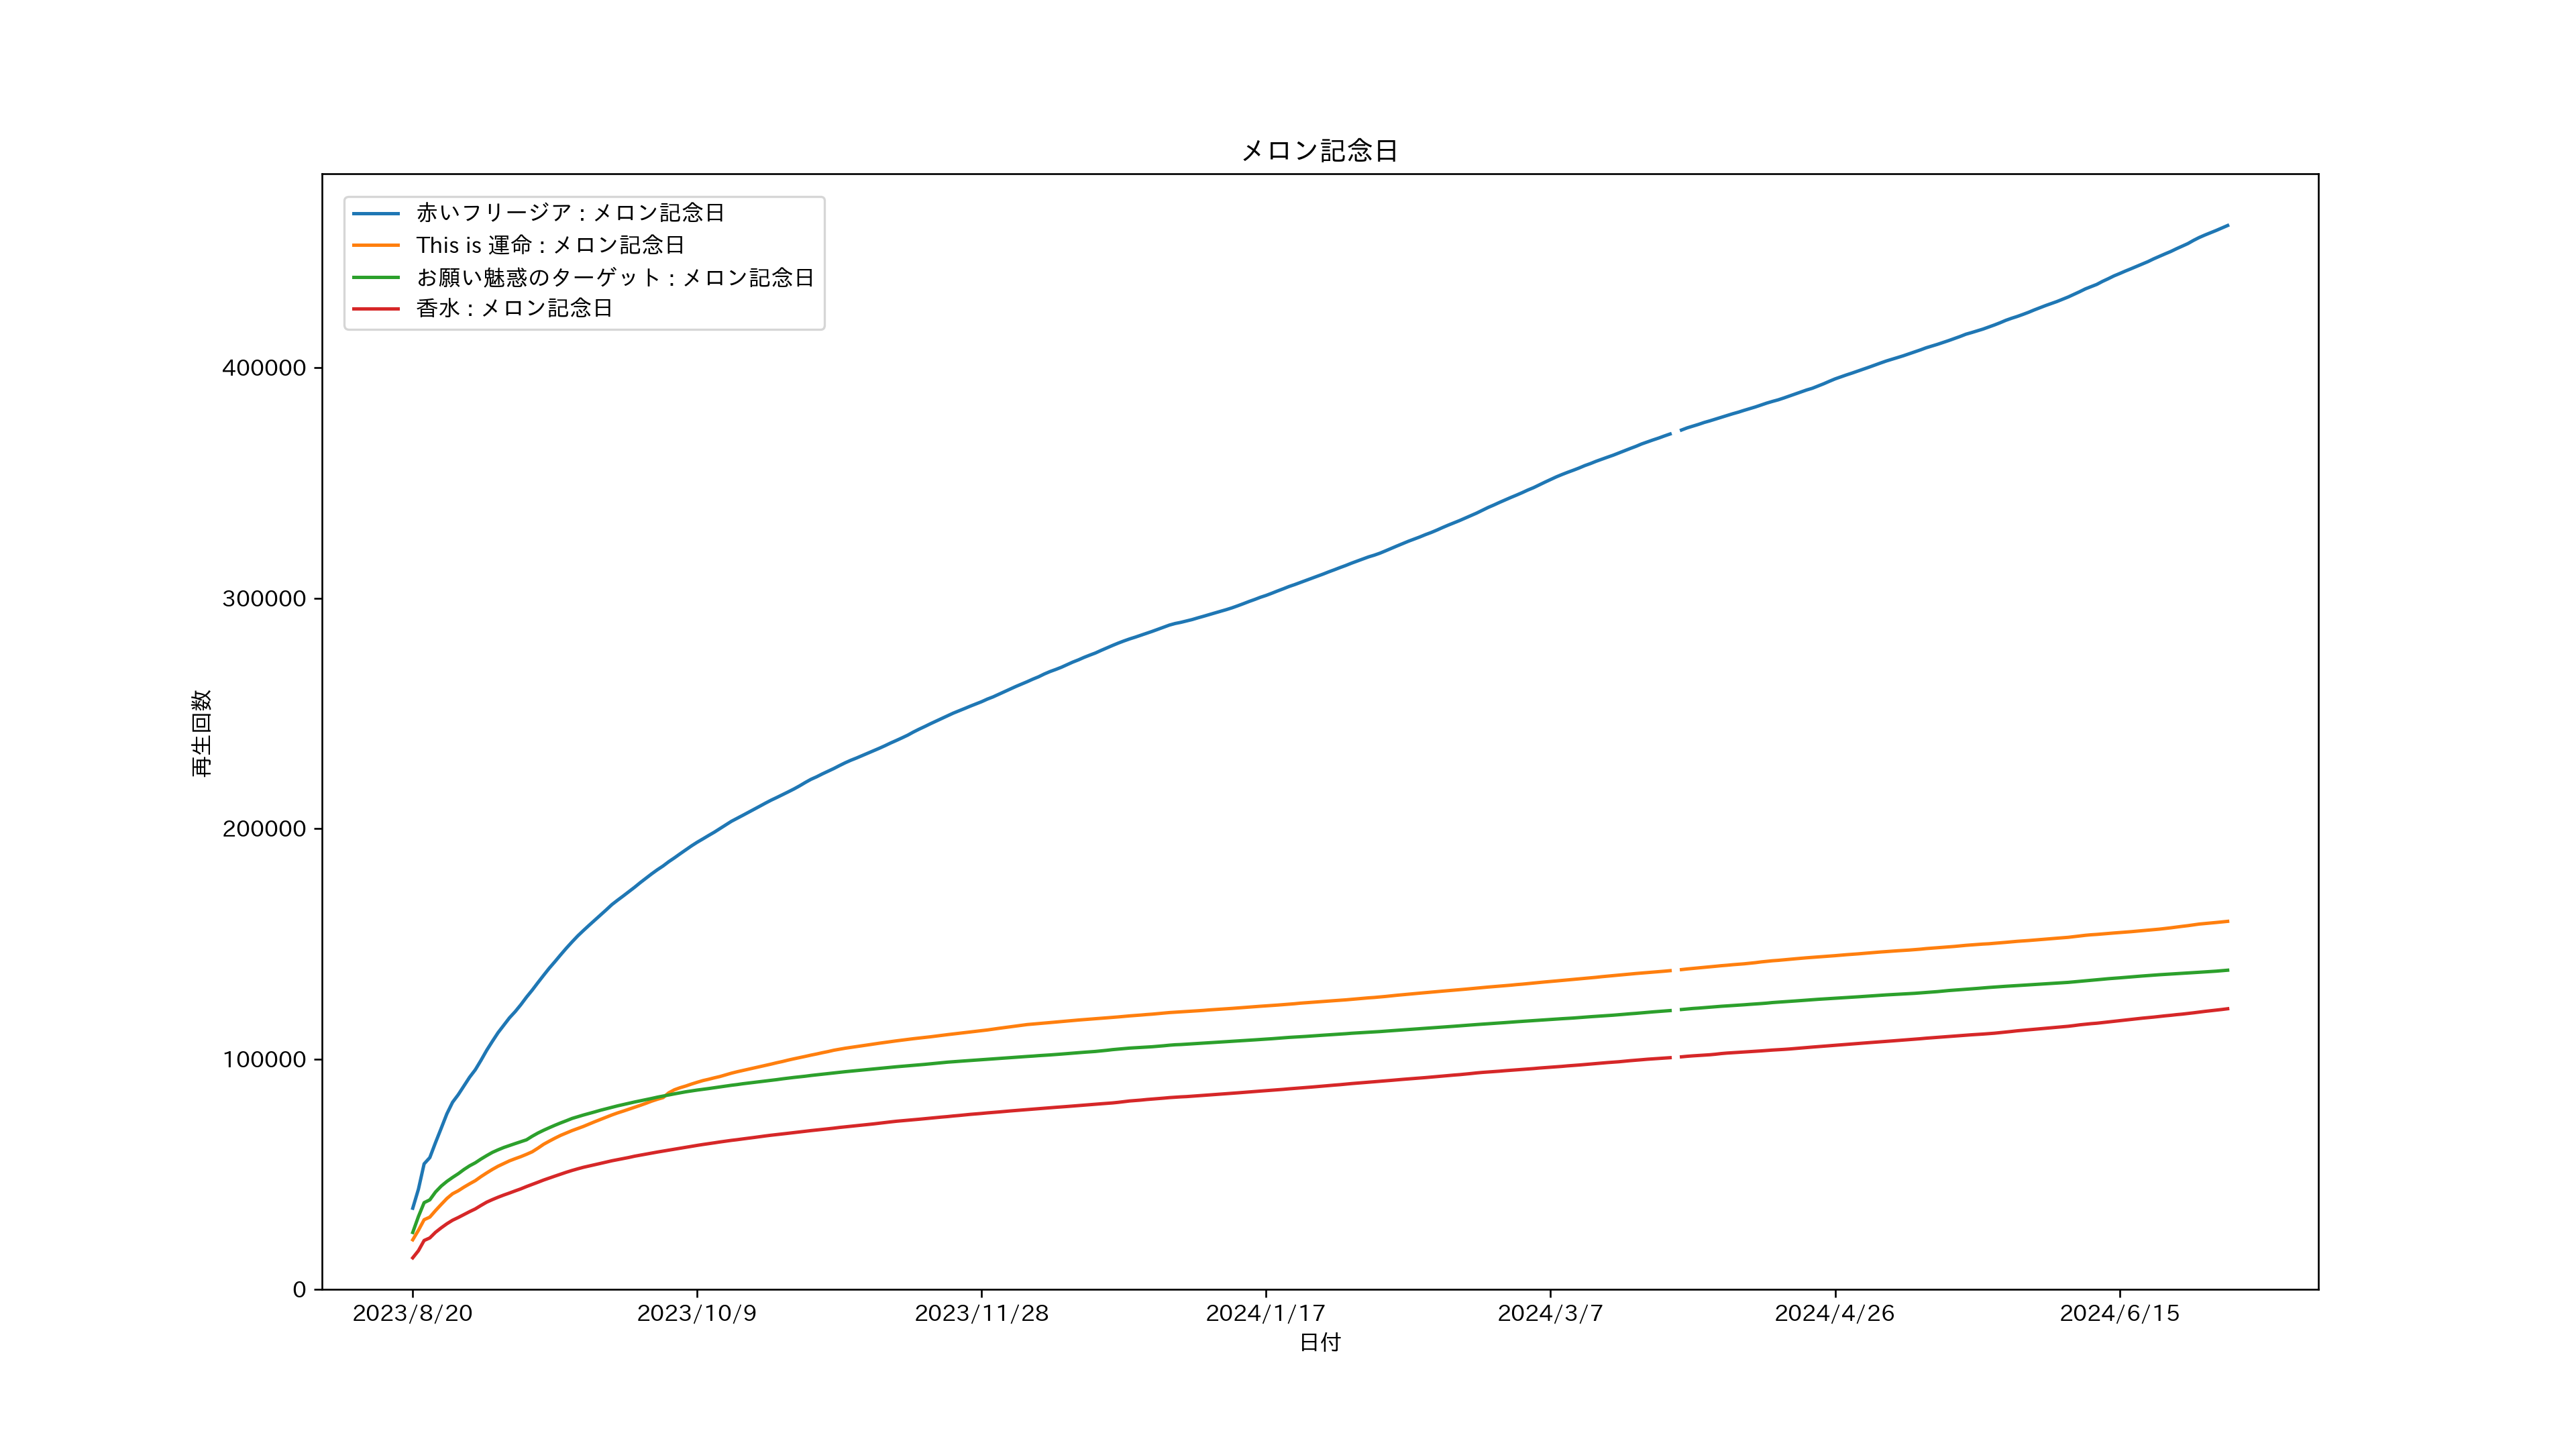 メロン記念日
赤いフリージア : メロン記念日
This is 運命 : メロン記念日
お願い魅惑のターゲット : メロン記念日
香水 : メロン記念日
400000
300000
200000
100000
0
再生回数
2023/8/20
2023/10/9
2023/11/28
2024/1/17
2024/3/7
2024/4/26
2024/6/15
日付